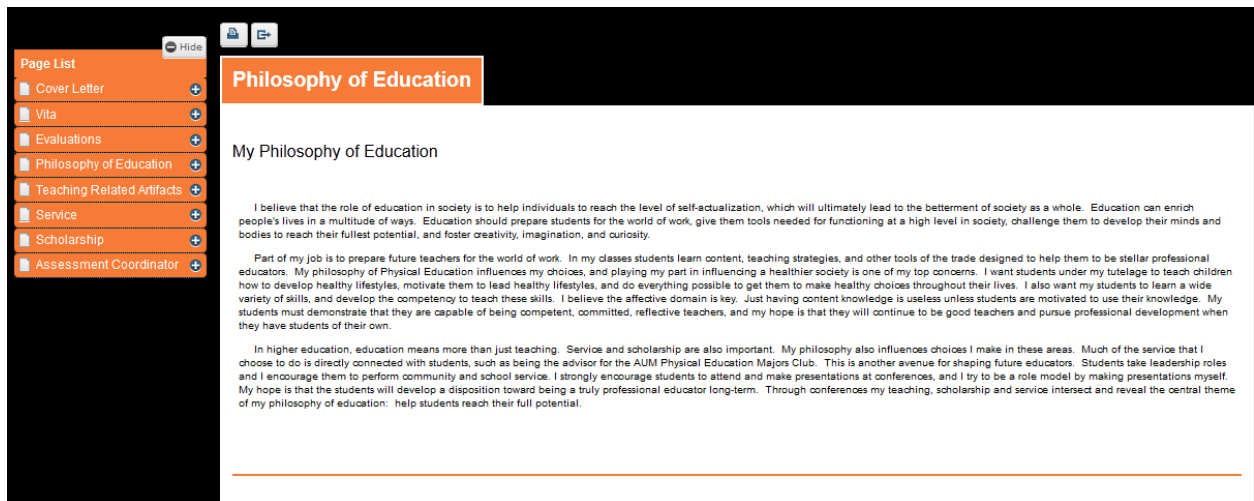 Hide
Page List
Cover Letter
Vita
Evaluations
Philosophy of Education
Teaching Related Artifacts
Service
Scholarship
Assessment Coordinator
Philosophy of Education
My Philosophy of Education
I believe that the role of education in society is to help individuals to reach the level of self-actualization, which will ultimately lead to the betterment of society as a whole. Education can enrich
people's lives in a multitude of ways. Education should prepare students for the world of work, give them tools needed for functioning at a high level in society, challenge them to develop their minds and
bodies to reach their fullest potential, and foster creativity, imagination, and curiosity.
Part of my job is to prepare future teachers for the world of work. In my classes students learn content, teaching strategies, and other tools of the trade designed to help them to be stellar professional
educators. My philosophy of Physical Education influences my choices, and playing my part in influencing a healthier society is one of my top concerns. I want students under my tutelage to teach children
how to develop healthy lifestyles, motivate them to lead healthy lifestyles, and do everything possible to get them to make healthy choices throughout their lives. I also want my students to learn a wide
variety of skills, and develop the competency to teach these skills. I believe the affective domain is key. Just having content knowledge is useless unless students are motivated to use their knowledge. My
students must demonstrate that they are capable of being competent, committed, reflective teachers, and my hope is that they will continue to be good teachers and pursue professional development when
they have students of their own.
In higher education, education means more than just teaching. Service and scholarship are also important. My philosophy also influences choices I make in these areas. Much of the service that I
choose to do is directly connected with students, such as being the advisor for the AUM Physical Education Majors Club. This is another avenue for shaping future educators. Students take leadership roles
and I encourage them to perform community and school service. I strongly encourage students to attend and make presentations at conferences, and I try to be a role model by making presentations myself.
My hope is that the students will develop a disposition toward being a truly professional educator long-term. Through conferences my teaching, scholarship and service intersect and reveal the central theme
of my philosophy of education: help students reach their full potential.